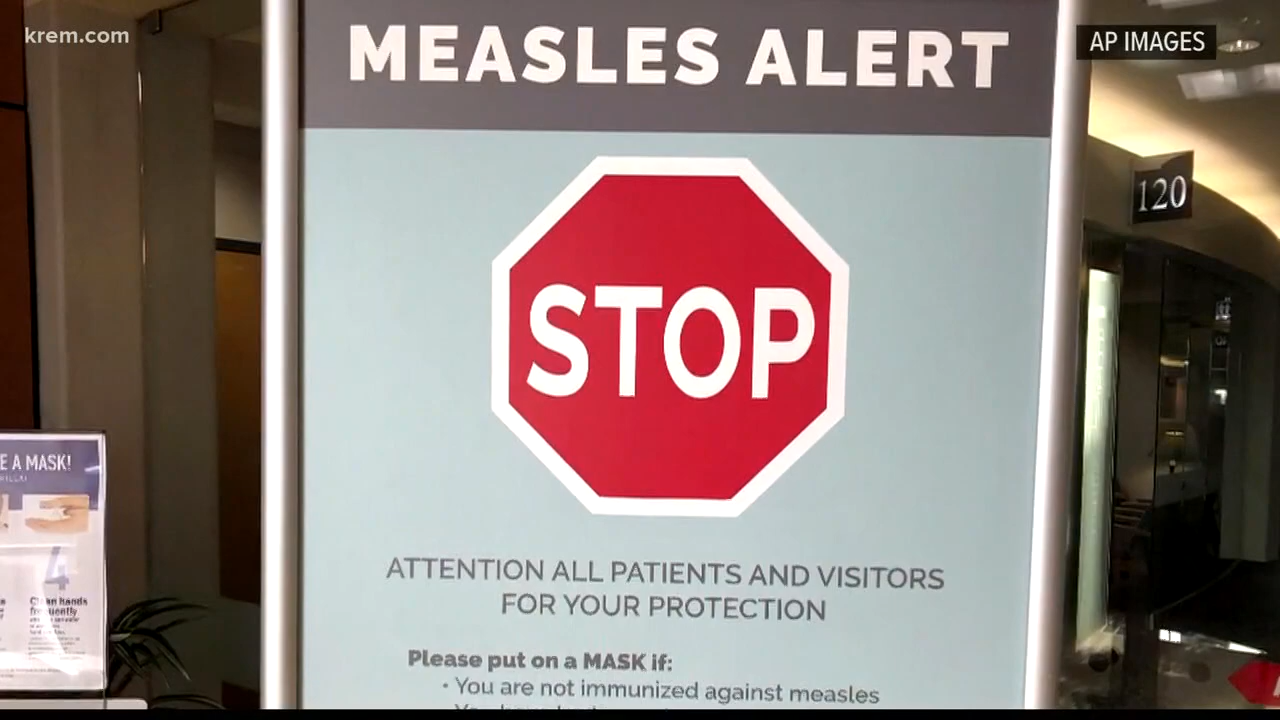 krem.com
AP IMAGES
MEASLES ALERT
120
STOP
E A MASK!
4
Clean hands
frequently
ATTENTION ALL PATIENTS AND VISITORS
FOR YOUR PROTECTION
Please put on a MASK if:
• You are not immunized against measles